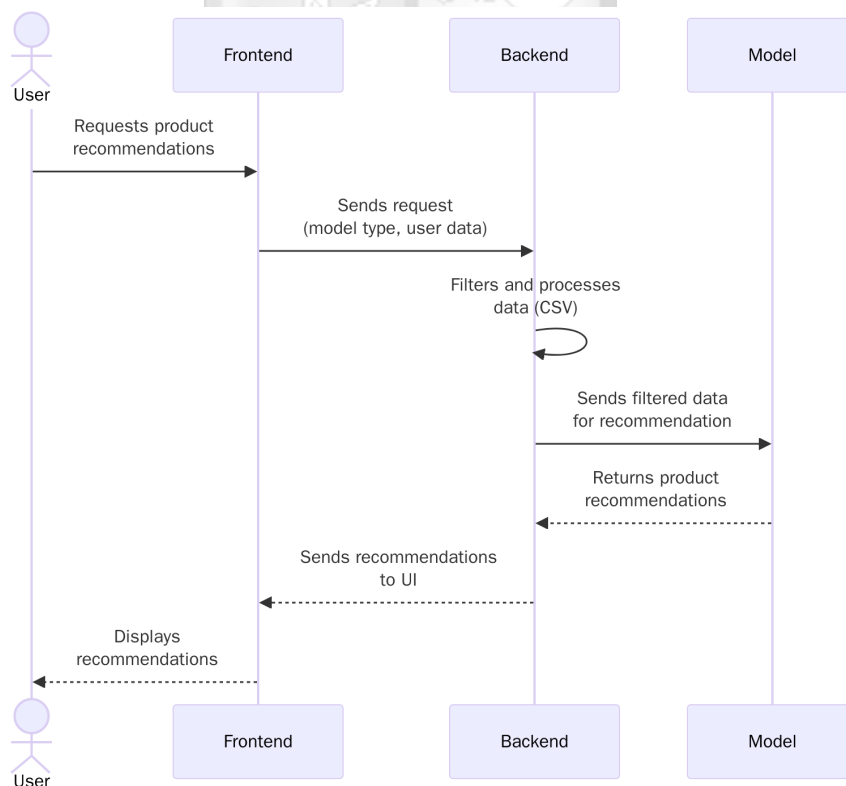 Frontend
Backend
Model
User
Requests product
recommendations
Sends request
(model type, user data)
Filters and processes
data (CSV)
Sends filtered data
for recommendation
Returns product
recommendations
Sends recommendations
to UI
Displays
recommendations
Frontend
Backend
Model
User